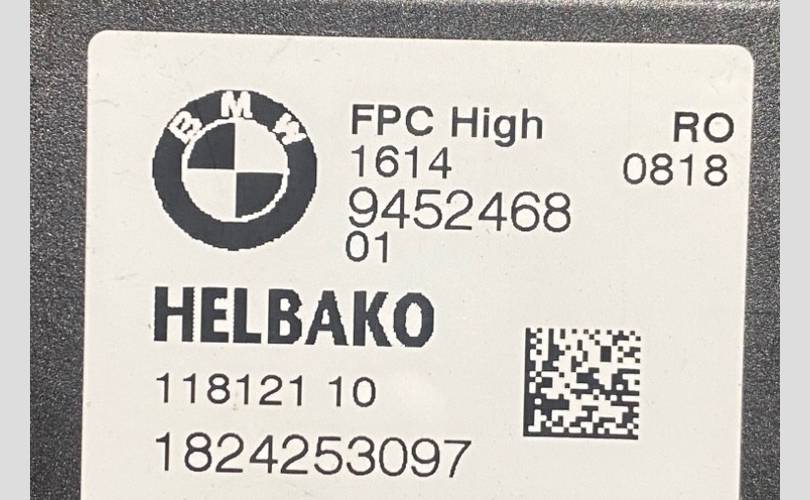 BMW
FPC High RO
1614 0818
9452468
01
HELBAKO
118121 10
1824253097